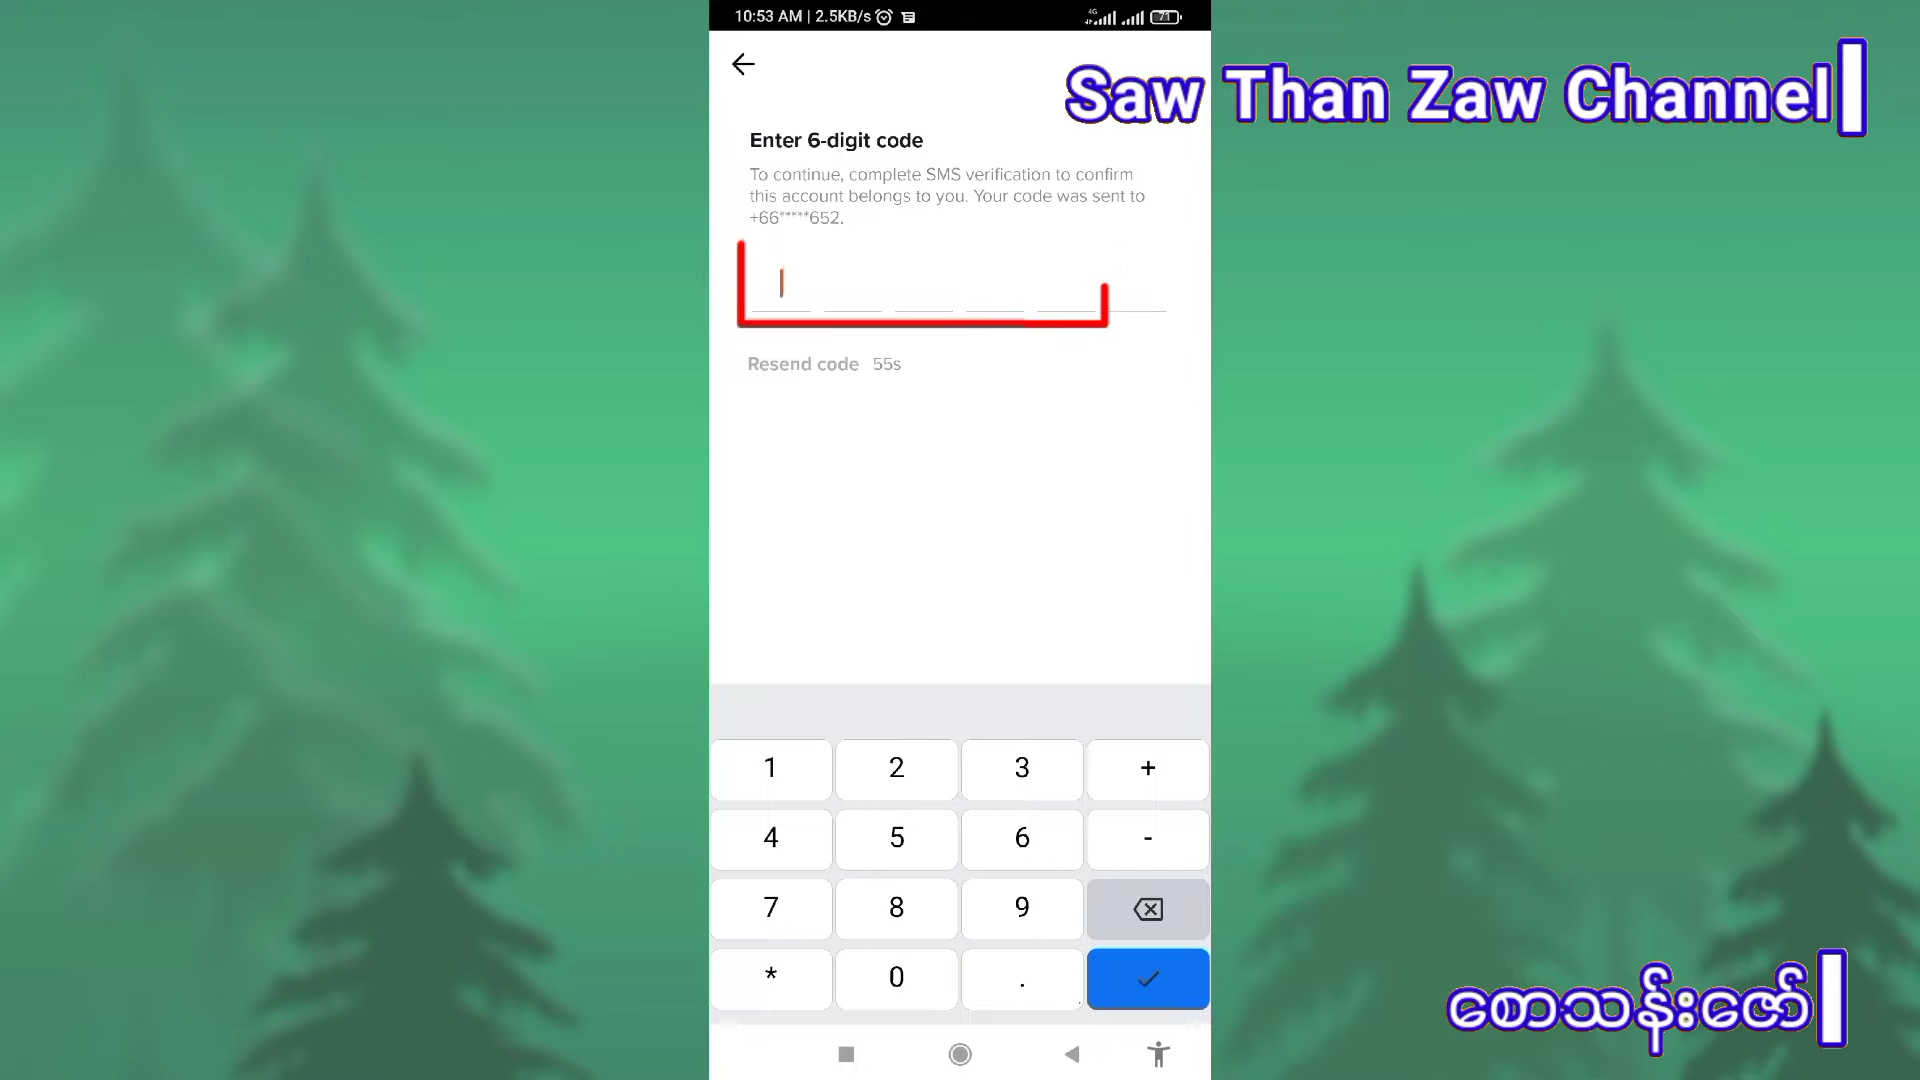 10:53 AM | 2.5KB/s
4G
71
Saw Than Zaw Channel
Enter 6-digit code
To continue, complete SMS verification to confirm
this account belongs to you. Your code was sent to
+66*****652.
Resend code 55s
1 2 3 +
4 5 6 -
7 8 9
* 0 .
စောသန်းဇော်